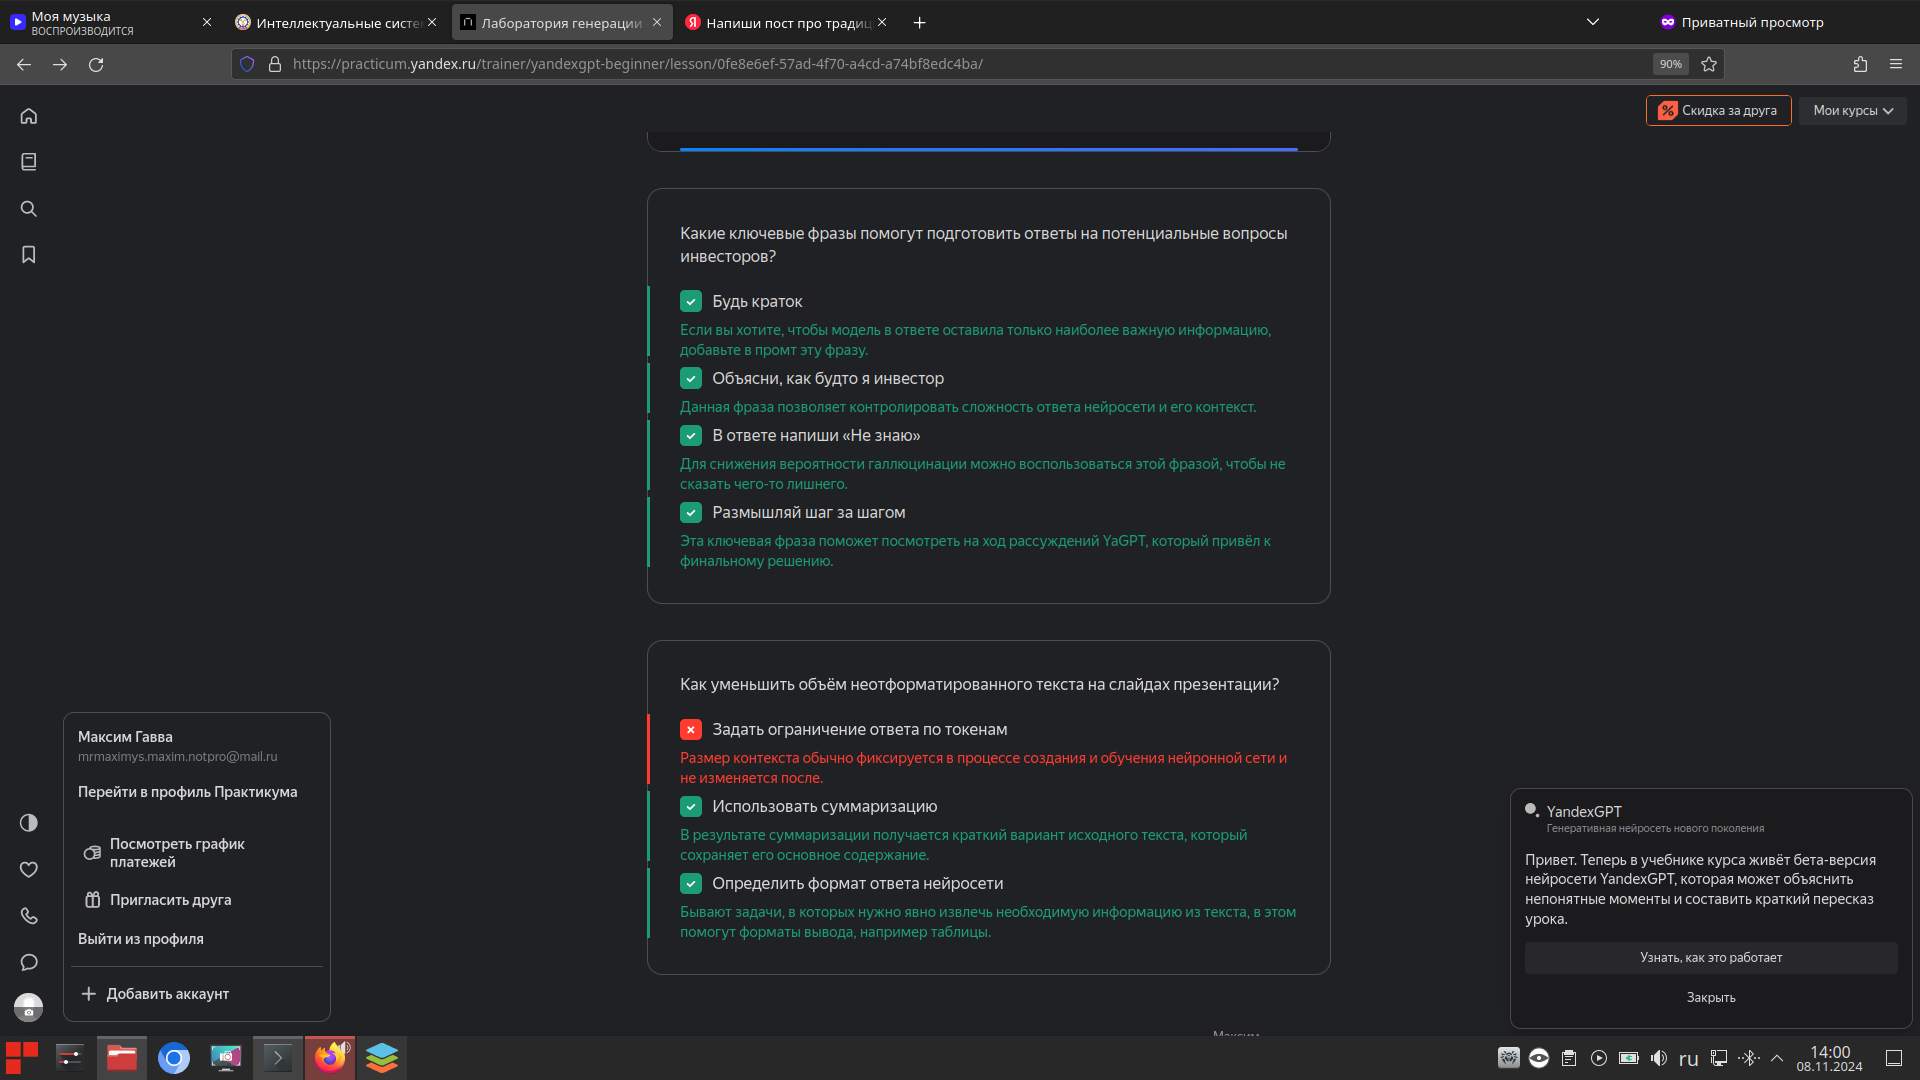 Моя музыка
ВОСПРОИЗВОДИТСЯ
Интеллектуальные систе
Лаборатория генерации
Напиши пост про традиц
Приватный просмотр
https://practicum.yandex.ru/trainer/yandexgpt-beginner/lesson/0fe8e6ef-57ad-4f70-a4cd-a74bf8edc4ba/
90%
Скидка за друга
Мои курсы
Какие ключевые фразы помогут подготовить ответы на потенциальные вопросы
инвесторов?
Будь краток
Если вы хотите, чтобы модель в ответе оставила только наиболее важную информацию,
добавьте в промт эту фразу.
Объясни, как будто я инвестор
Данная фраза позволяет контролировать сложность ответа нейросети и его контекст.
В ответе напиши «Не знаю»
Для снижения вероятности галлюцинации можно воспользоваться этой фразой, чтобы не
сказать чего-то лишнего.
Размышляй шаг за шагом
Эта ключевая фраза поможет посмотреть на ход рассуждений YaGPT, который привёл к
финальному решению.
Как уменьшить объём неотформатированного текста на слайдах презентации?
Задать ограничение ответа по токенам
Размер контекста обычно фиксируется в процессе создания и обучения нейронной сети и
не изменяется после.
Использовать суммаризацию
В результате суммаризации получается краткий вариант исходного текста, который
сохраняет его основное содержание.
Определить формат ответа нейросети
Бывают задачи, в которых нужно явно извлечь необходимую информацию из текста, в этом
помогут форматы вывода, например таблицы.
Максим Гавва
mrmaximys.maxim.notpro@mail.ru
Перейти в профиль Практикума
Посмотреть график
платежей
Пригласить друга
Выйти из профиля
Добавить аккаунт
YandexGPT
Генеративная нейросеть нового поколения
Привет. Теперь в учебнике курса живёт бета-версия
нейросети YandexGPT, которая может объяснить
непонятные моменты и составить краткий пересказ
урока.
Узнать, как это работает
Закрыть
Максим
ru
14:00
08.11.2024